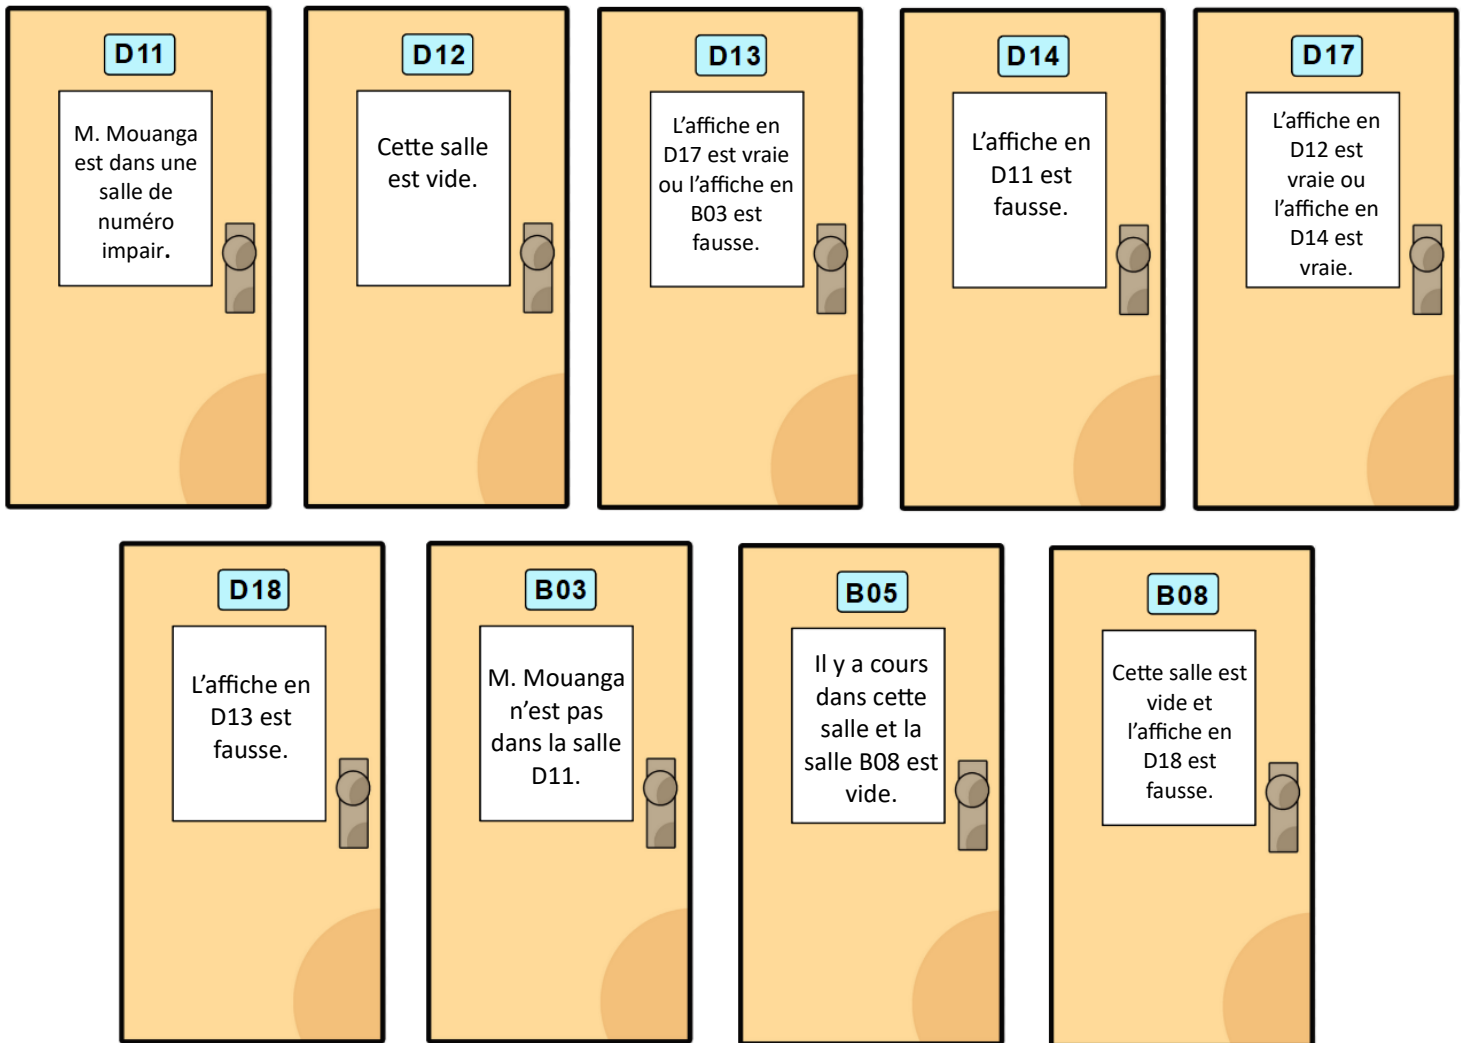 D11
M. Mouanga
est dans une
salle de
numéro
impair.
D12
Cette salle
est vide.
D13
L'affiche en
D17 est vraie
ou l'affiche en
B03 est
fausse.
D14
L'affiche en
D11 est
fausse.
D17
L'affiche en
D12 est
vraie ou
l'affiche en
D14 est
vraie.
D18
L'affiche en
D13 est
fausse.
B03
M. Mouanga
n'est pas
dans la salle
D11.
B05
Il y a cours
dans cette
salle et la
salle B08 est
vide.
B08
Cette salle est
vide et
l'affiche en
D18 est
fausse.